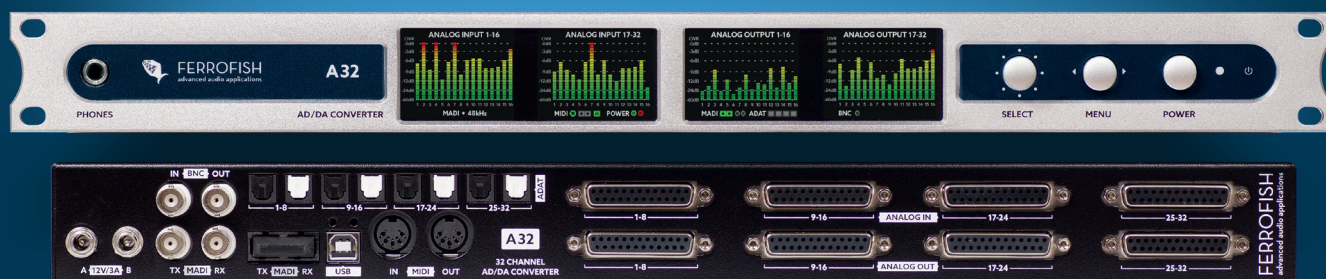 FERROFISH
advanced audio applications
A32
PHONES
AD/DA CONVERTER
ANALOG INPUT 1-16
ANALOG INPUT 17-32
MADI • 48kHz
MIDI
POWER
ANALOG OUTPUT 1-16
ANALOG OUTPUT 17-32
MADI
ADAT
BNC
SELECT
MENU
POWER
IN BNC OUT
1-8
9-16
17-24
25-32
ADAT
A 12V/3A B
TX MADI RX
TX MADI RX
USB
IN MIDI OUT
A32
32 CHANNEL
AD/DA CONVERTER
1-8
9-16
ANALOG IN
17-24
25-32
1-8
9-16
ANALOG OUT
17-24
25-32
FERROFISH
advanced audio applications